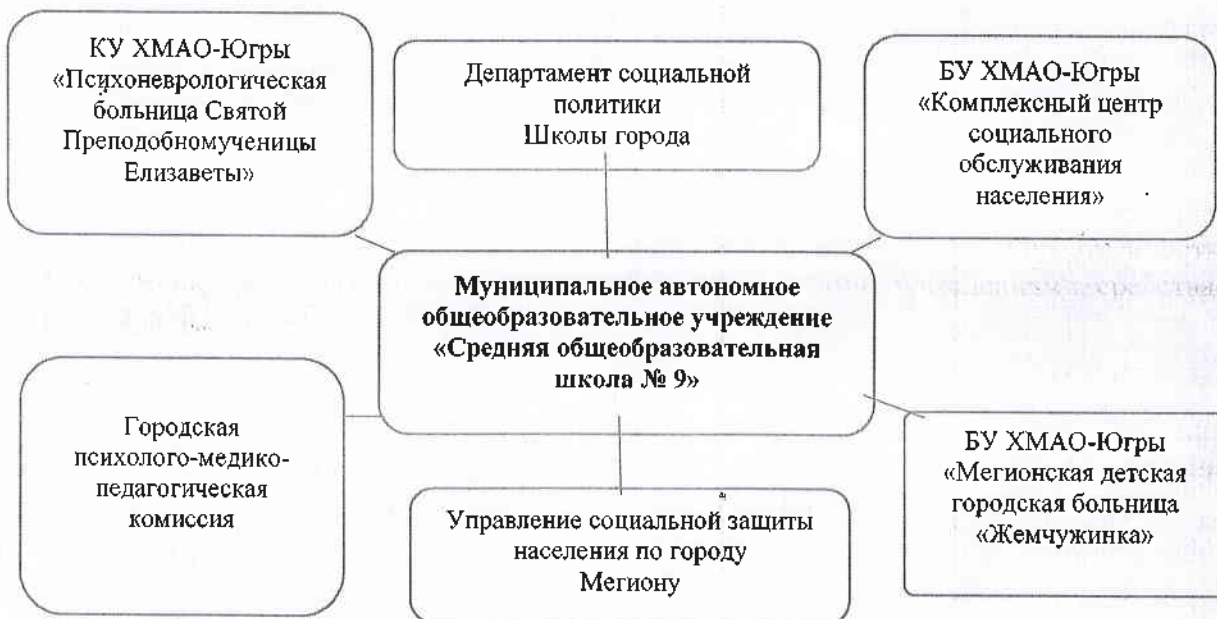 КУ ХМАО-Югры
«Психоневрологическая
больница Святой
Преподобномученицы
Елизаветы»
Департамент социальной
политики
Школы города
БУ ХМАО-Югры
«Комплексный центр
социального
обслуживания
населения»
Муниципальное автономное
общеобразовательное учреждение
«Средняя общеобразовательная
школа № 9»
Городская
психолого-медико-
педагогическая
комиссия
Управление социальной защиты
населения по городу
Мегиону
БУ ХМАО-Югры
«Мегионская детская
городская больница
«Жемчужинка»